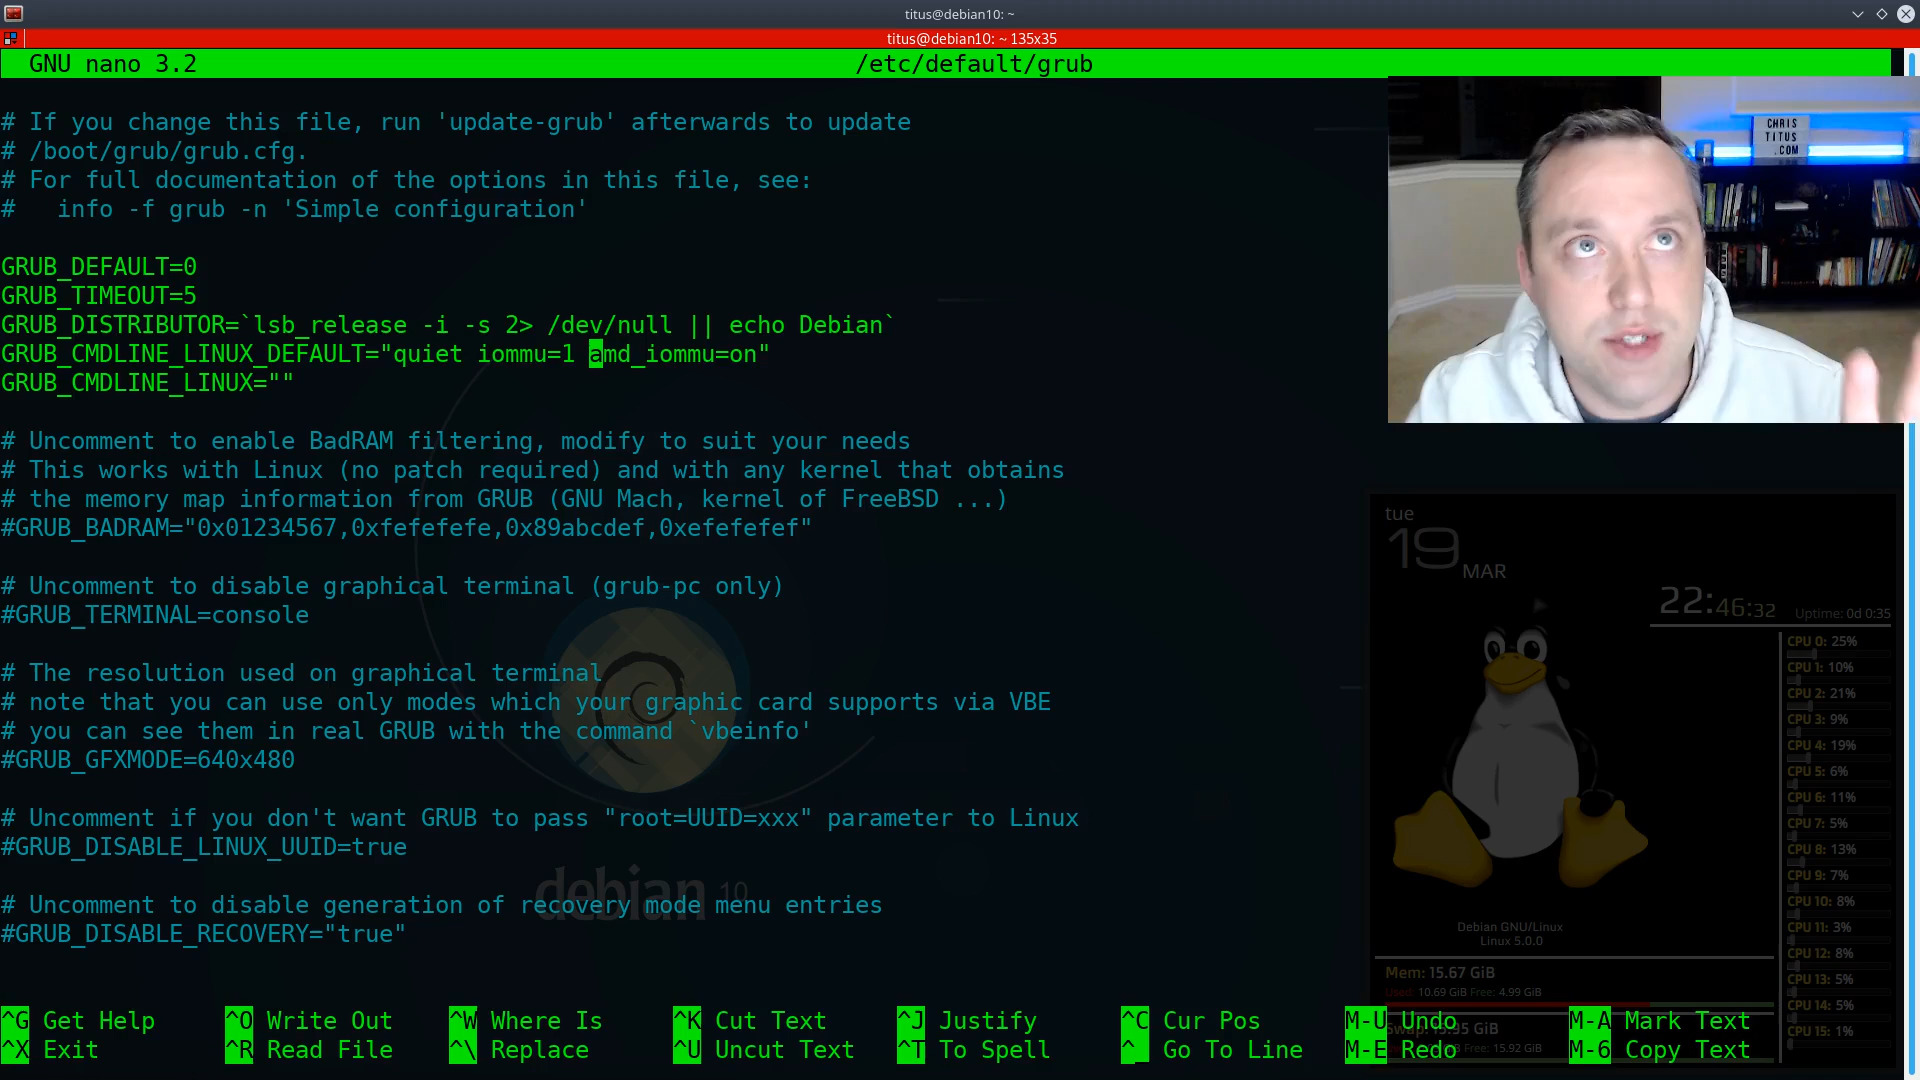 titus@debian10: ~
titus@debian10: ~ 135x35
GNU nano 3.2 /etc/default/grub
# If you change this file, run 'update-grub' afterwards to update
# /boot/grub/grub.cfg.
# For full documentation of the options in this file, see:
#   info -f grub -n 'Simple configuration'
GRUB_DEFAULT=0
GRUB_TIMEOUT=5
GRUB_DISTRIBUTOR=`lsb_release -i -s 2> /dev/null || echo Debian`
GRUB_CMDLINE_LINUX_DEFAULT="quiet iommu=1 amd_iommu=on"
GRUB_CMDLINE_LINUX=""
# Uncomment to enable BadRAM filtering, modify to suit your needs
# This works with Linux (no patch required) and with any kernel that obtains
# the memory map information from GRUB (GNU Mach, kernel of FreeBSD ...)
#GRUB_BADRAM="0x01234567,0xfefefefe,0x89abcdef,0xefefefef"
# Uncomment to disable graphical terminal (grub-pc only)
#GRUB_TERMINAL=console
# The resolution used on graphical terminal
# note that you can use only modes which your graphic card supports via VBE
# you can see them in real GRUB with the command `vbeinfo'
#GRUB_GFXMODE=640x480
# Uncomment if you don't want GRUB to pass "root=UUID=xxx" parameter to Linux
#GRUB_DISABLE_LINUX_UUID=true
# Uncomment to disable generation of recovery mode menu entries
#GRUB_DISABLE_RECOVERY="true"
debian 10
^G Get Help ^O Write Out ^W Where Is ^K Cut Text ^J Justify ^C Cur Pos M-U Undo M-A Mark Text
^X Exit ^R Read File ^\ Replace ^U Uncut Text ^T To Spell ^_ Go To Line M-E Redo M-6 Copy Text
CHRIS
TITUS
.COM
tue
19 MAR
22:46:32 Uptime: 0d 0:35
CPU 0: 25%
CPU 1: 10%
CPU 2: 21%
CPU 3: 9%
CPU 4: 19%
CPU 5: 6%
CPU 6: 11%
CPU 7: 5%
CPU 8: 13%
CPU 9: 7%
CPU 10: 8%
CPU 11: 3%
CPU 12: 8%
CPU 13: 5%
CPU 14: 5%
CPU 15: 1%
Debian GNU/Linux
Linux 5.0.0
Mem: 15.67 GiB
Used: 10.69 GiB Free: 4.99 GiB
Swap: GiB
Free: 15.92 GiB